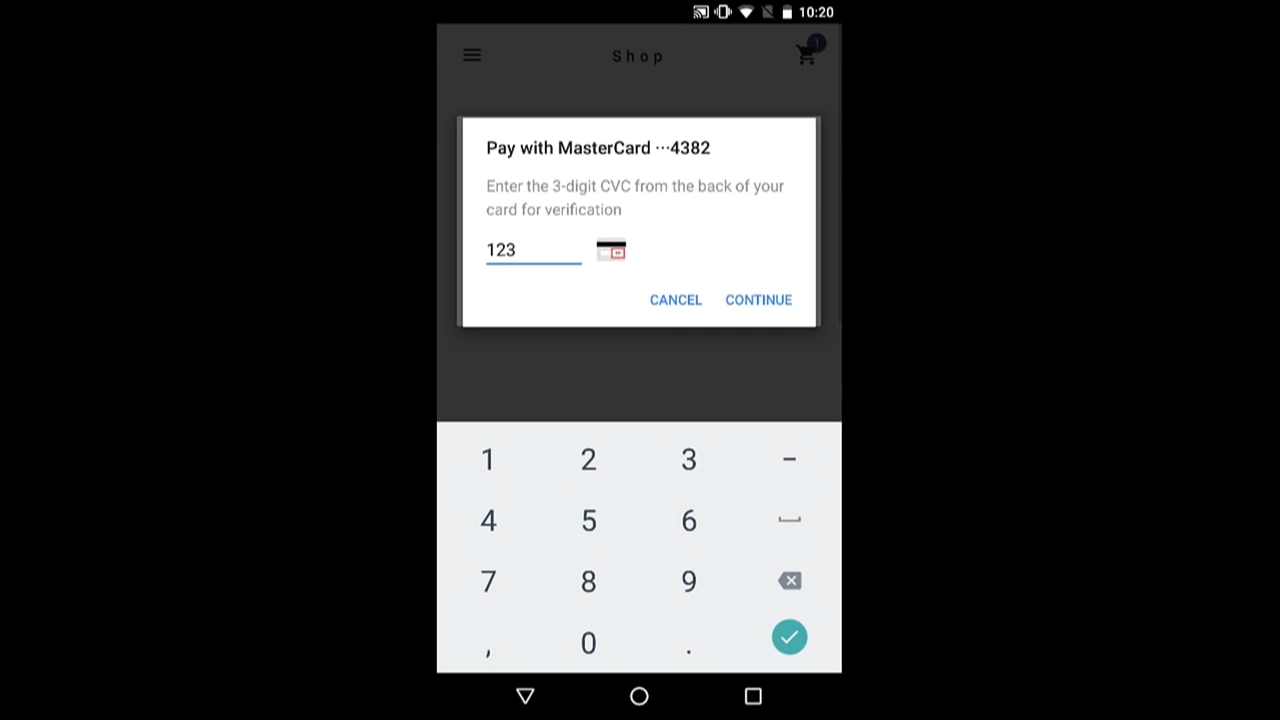 10:20
Shop
1
Pay with MasterCard ···4382
Enter the 3-digit CVC from the back of your
card for verification
123
CANCEL CONTINUE
1 2 3 -
4 5 6
7 8 9
, 0 .